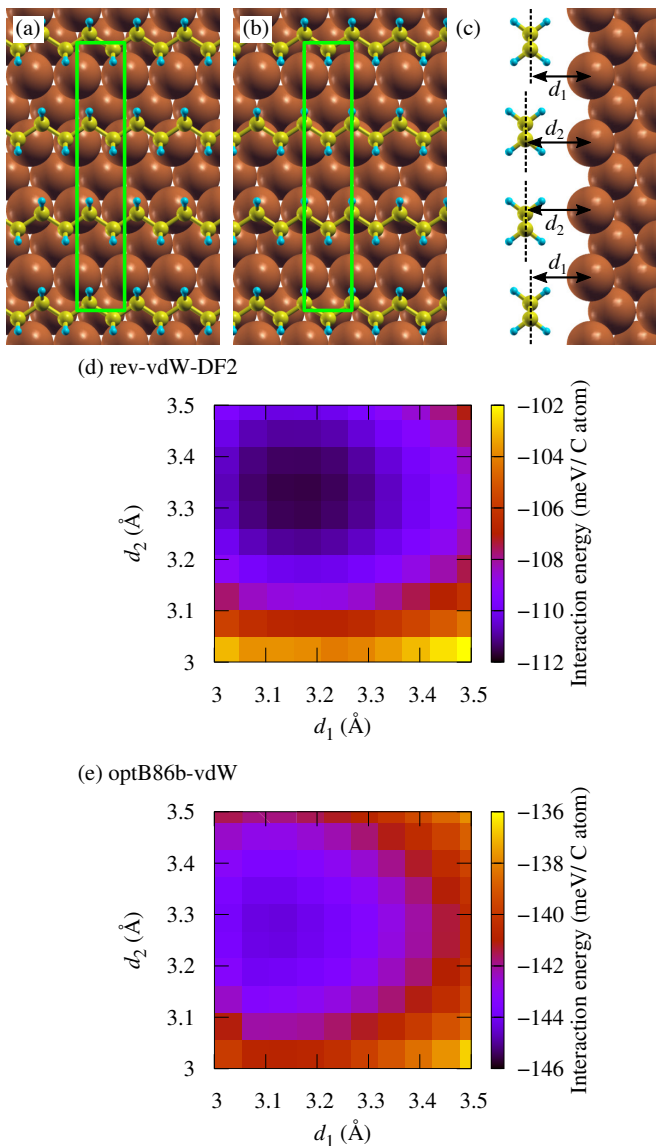 (a) (b) (c)
d1
d2
d2
d1
(d) rev-vdW-DF2
3.5
3.4
3.3
3.2
3.1
3
d2 (Å)
3 3.1 3.2 3.3 3.4 3.5
d1 (Å)
−102
−104
−106
−108
−110
−112
Interaction energy (meV/ C atom)
(e) optB86b-vdW
3.5
3.4
3.3
3.2
3.1
3
d2 (Å)
3 3.1 3.2 3.3 3.4 3.5
d1 (Å)
−136
−138
−140
−142
−144
−146
Interaction energy (meV/ C atom)